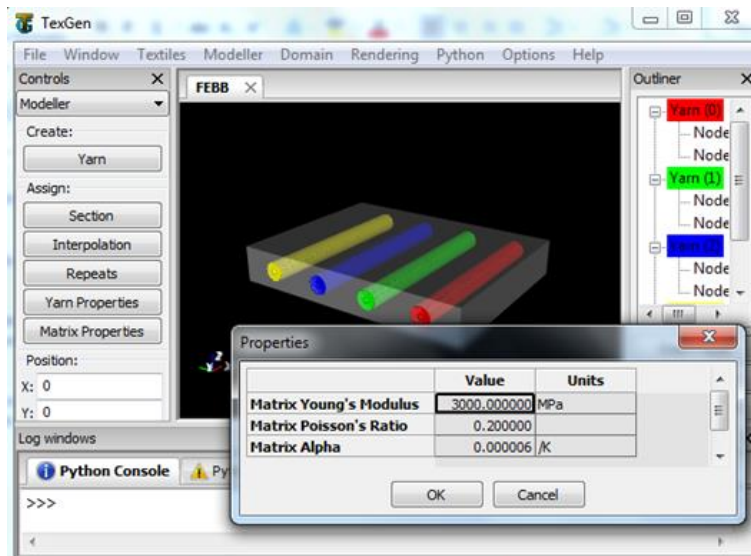 TexGen
File Window Textiles Modeller Domain Rendering Python Options Help
Controls
Modeller
Create:
Yarn
Assign:
Section
Interpolation
Repeats
Yarn Properties
Matrix Properties
Position:
X: 0
Y: 0
FEBB
Outliner
Yarn (0)
Node
Node
Yarn (1)
Node
Node
Yarn (2)
Node
Node
Properties
Value Units
Matrix Young's Modulus 3000.000000 MPa
Matrix Poisson's Ratio 0.200000
Matrix Alpha 0.000006 /K
OK Cancel
Log windows
Python Console Py
>>>